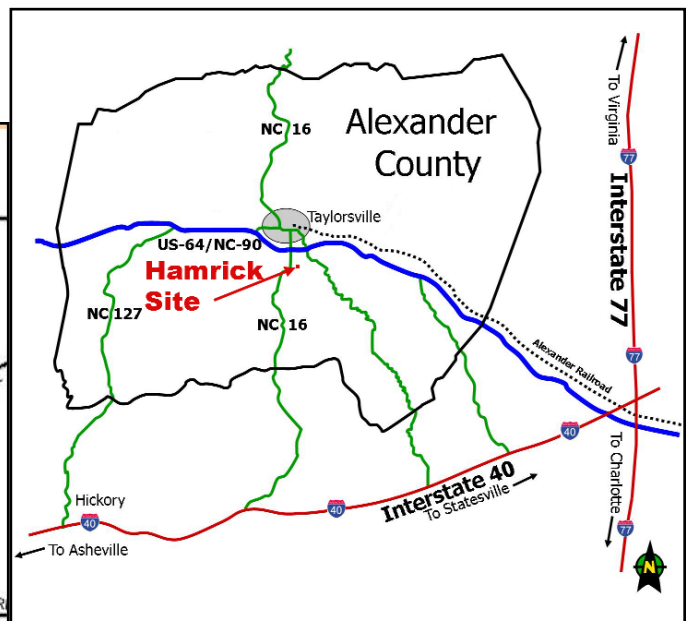 NC 16
Alexander
County
To Virginia
77
Interstate 77
Taylorsville
US-64/NC-90
Hamrick
Site
NC 127
NC 16
77
Alexander Railroad
40
Interstate 40
To Statesville
To Charlotte
Hickory
40
40
77
To Asheville
N